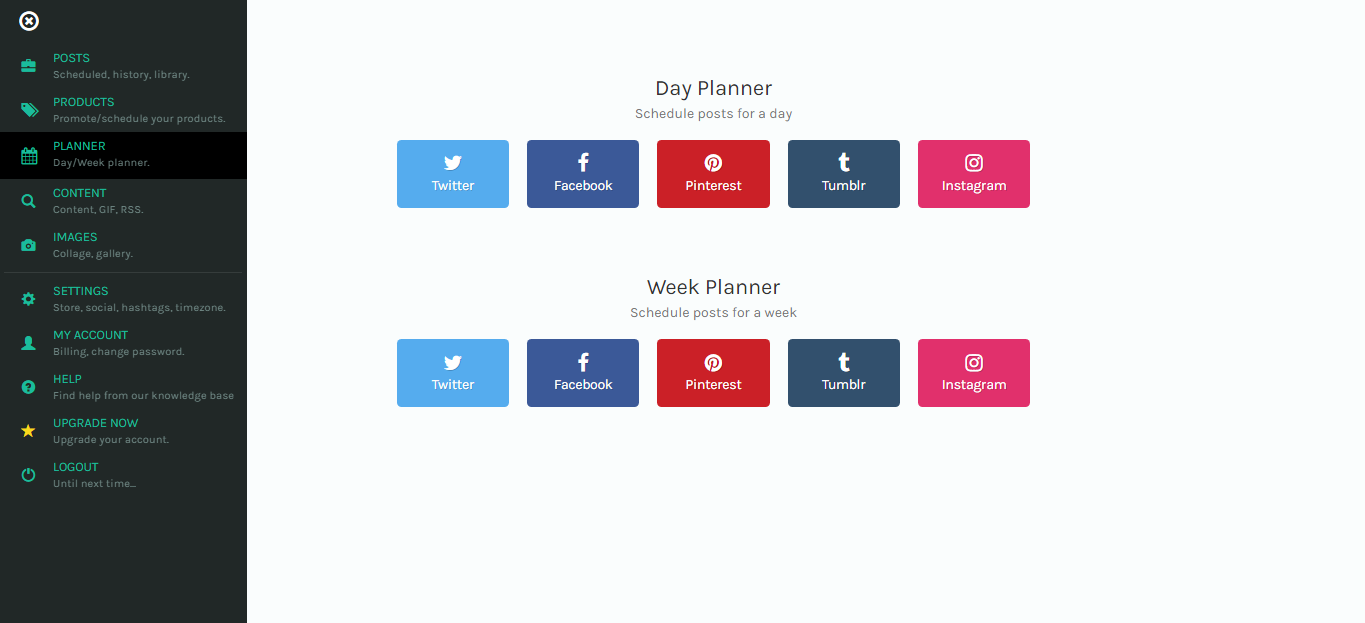 POSTS
Scheduled, history, library.
PRODUCTS
Promote/schedule your products.
PLANNER
Day/Week planner.
CONTENT
Content, GIF, RSS.
IMAGES
Collage, gallery.
SETTINGS
Store, social, hashtags, timezone.
MY ACCOUNT
Billing, change password.
HELP
Find help from our knowledge base
UPGRADE NOW
Upgrade your account.
LOGOUT
Until next time...
Day Planner
Schedule posts for a day
Twitter Facebook Pinterest Tumblr Instagram
Week Planner
Schedule posts for a week
Twitter Facebook Pinterest Tumblr Instagram